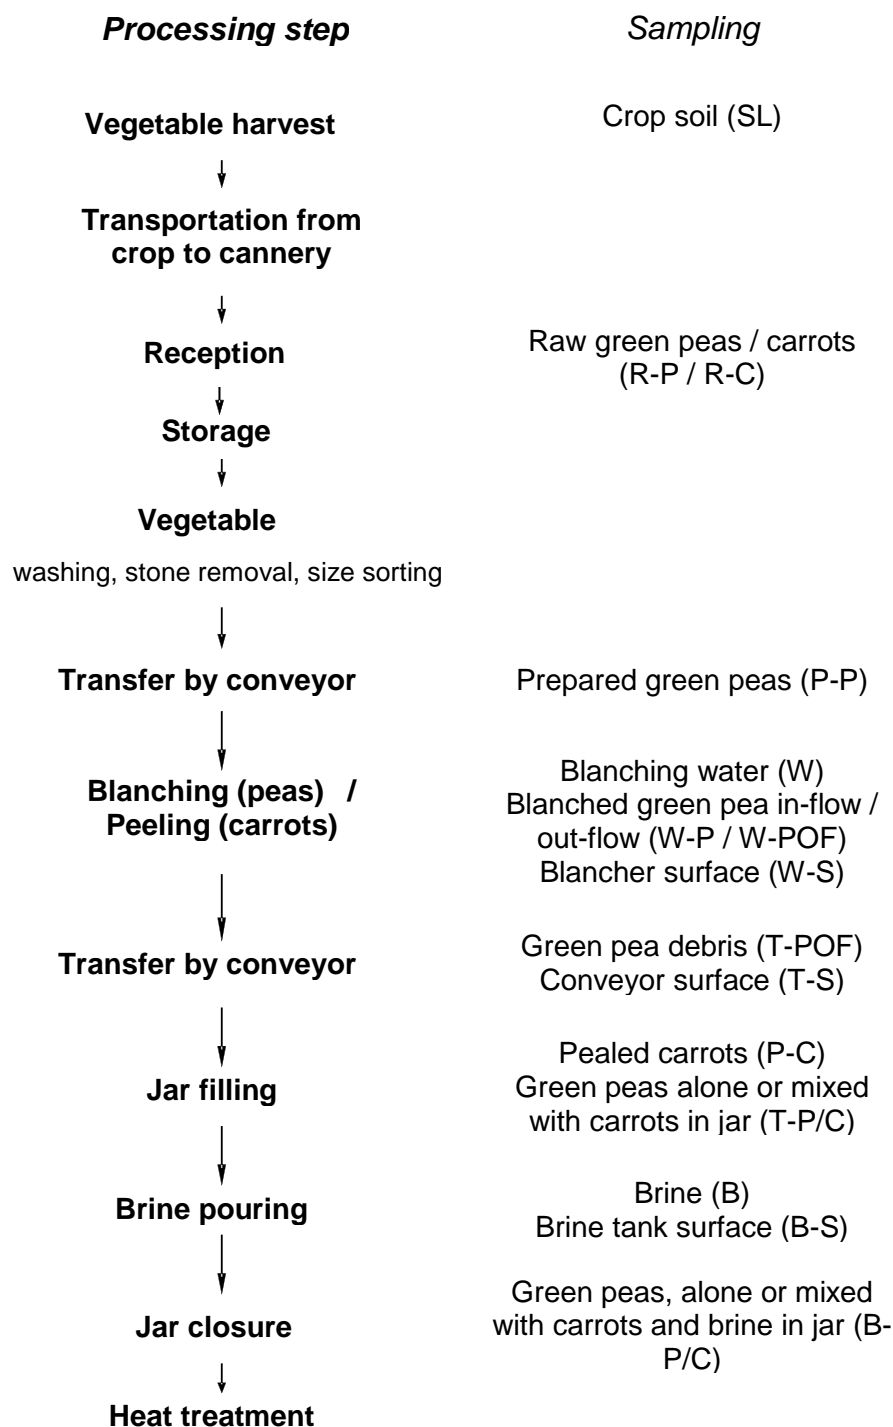 Processing step
Sampling
Vegetable harvest
Crop soil (SL)
Transportation from
crop to cannery
Reception
Raw green peas / carrots
(R-P / R-C)
Storage
Vegetable
washing, stone removal, size sorting
Transfer by conveyor
Prepared green peas (P-P)
Blanching (peas) /
Peeling (carrots)
Blanching water (W)
Blanched green pea in-flow /
out-flow (W-P / W-POF)
Blancher surface (W-S)
Transfer by conveyor
Green pea debris (T-POF)
Conveyor surface (T-S)
Jar filling
Pealed carrots (P-C)
Green peas alone or mixed
with carrots in jar (T-P/C)
Brine pouring
Brine (B)
Brine tank surface (B-S)
Jar closure
Green peas, alone or mixed
with carrots and brine in jar (B-
P/C)
Heat treatment